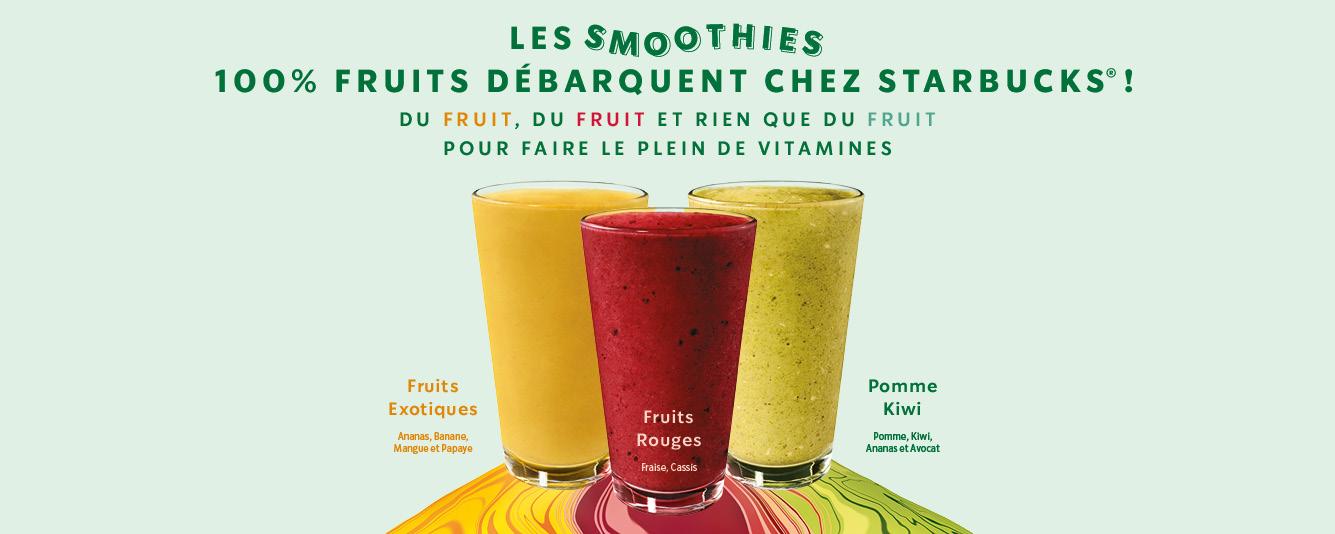 LES SMOOTHIES
100% FRUITS DÉBARQUENT CHEZ STARBUCKS® !
DU FRUIT, DU FRUIT ET RIEN QUE DU FRUIT
POUR FAIRE LE PLEIN DE VITAMINES
Fruits
Exotiques
Ananas, Banane,
Mangue et Papaye
Fruits
Rouges
Fraise, Cassis
Pomme
Kiwi
Pomme, Kiwi,
Ananas et Avocat